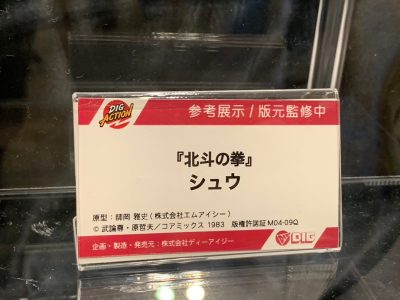 DIG
ACTION
参考展示 / 版元監修中
『北斗の拳』
シュウ
原型:師岡 雅史(株式会社エムアイシー)
© 武論尊・原哲夫/コアミックス 1983 版権許諾証 M04-09Q
企画・製造・発売元:株式会社ディーアイジー
DIG